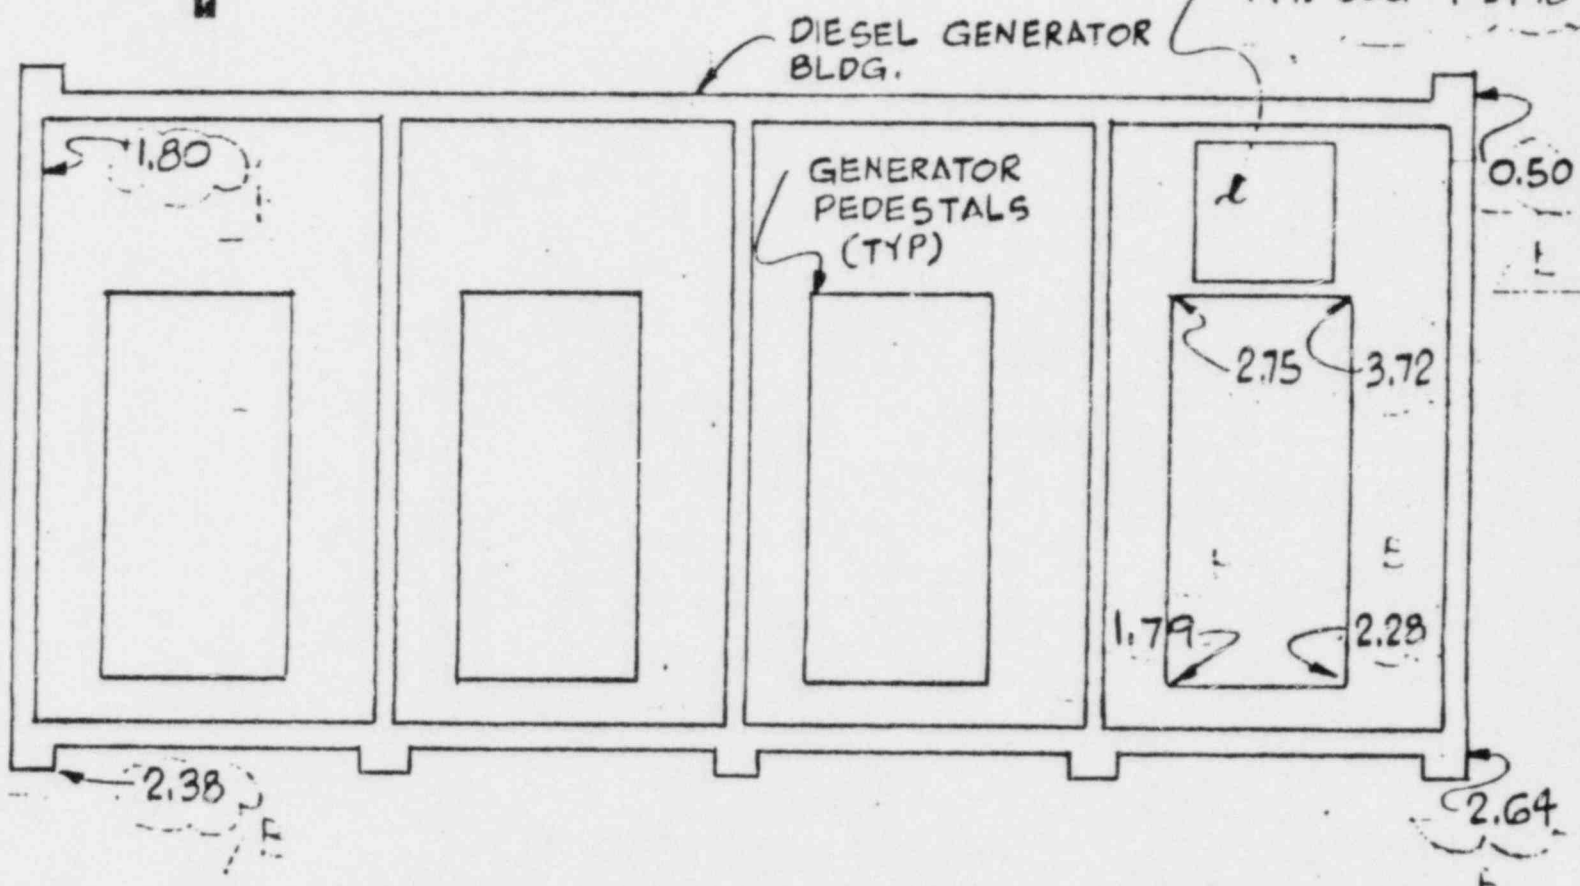 DIESEL GENERATOR
BLDG.
1.80
GENERATOR
PEDESTALS
(TYP)
0.50
2.75
3.72
1.79
2.28
2.38
2.64